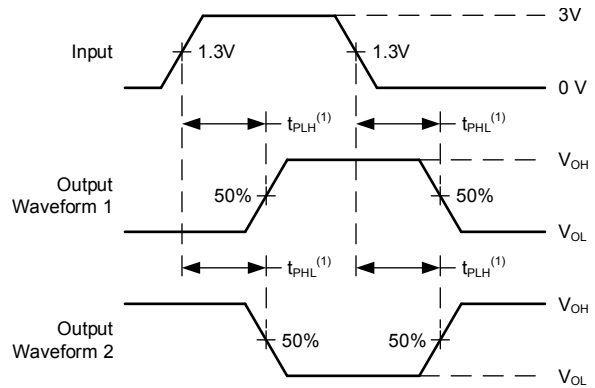 3V
Input
1.3V
1.3V
0 V
tPLH(1)
tPHL(1)
VOH
Output
Waveform 1
50%
50%
VOL
tPHL(1)
tPLH(1)
VOH
Output
Waveform 2
50%
50%
VOL